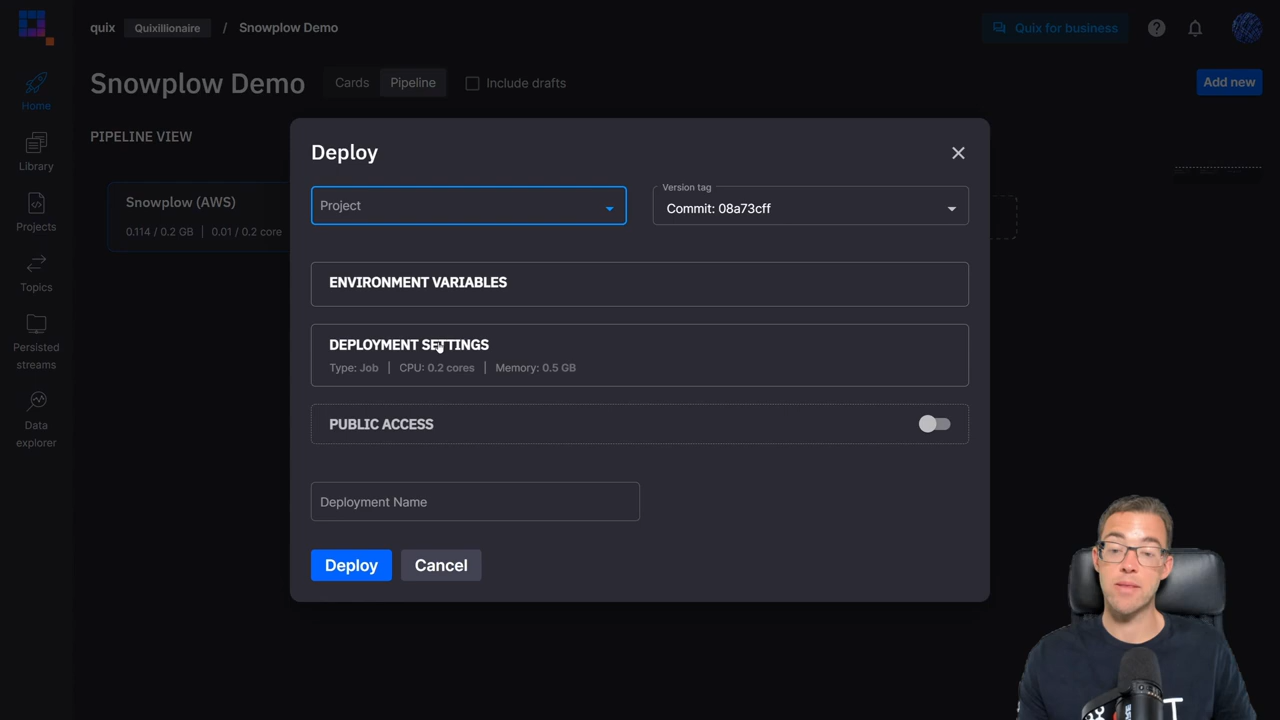 quix Quixillionaire / Snowplow Demo
Quix for business
Snowplow Demo
Cards
Pipeline
Include drafts
Add new
Home
Library
Projects
Topics
Persisted
streams
Data
explorer
PIPELINE VIEW
Snowplow (AWS)
0.114 / 0.2 GB | 0.01 / 0.2 core
Deploy
Project
Version tag
Commit: 08a73cff
ENVIRONMENT VARIABLES
DEPLOYMENT SETTINGS
Type: Job | CPU: 0.2 cores | Memory: 0.5 GB
PUBLIC ACCESS
Deployment Name
Deploy
Cancel